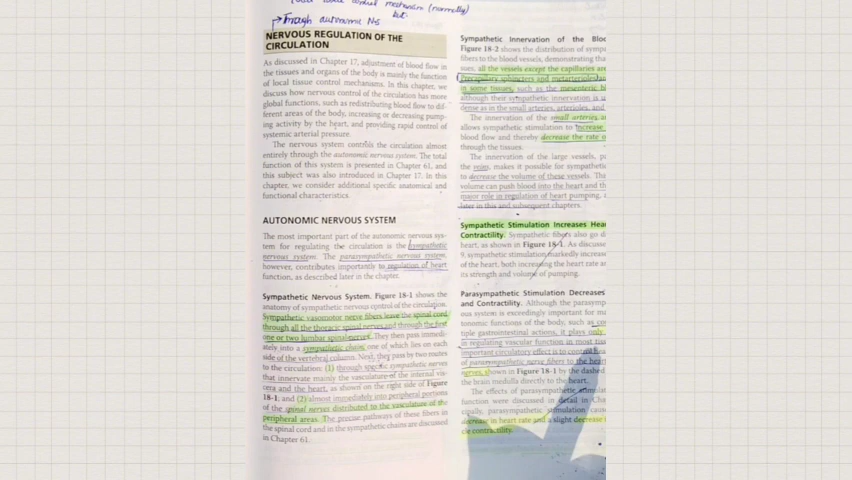 local control mechanism (normally)
→ Through autonomic NS but
NERVOUS REGULATION OF THE
CIRCULATION
As discussed in Chapter 17, adjustment of blood flow in
the tissues and organs of the body is mainly the function
of local tissue control mechanisms. In this chapter, we
discuss how nervous control of the circulation has more
global functions, such as redistributing blood flow to dif-
ferent areas of the body, increasing or decreasing pump-
ing activity by the heart, and providing rapid control of
systemic arterial pressure.
The nervous system controls the circulation almost
entirely through the autonomic nervous system. The total
function of this system is presented in Chapter 61, and
this subject was also introduced in Chapter 17. In this
chapter, we consider additional specific anatomical and
functional characteristics.
AUTONOMIC NERVOUS SYSTEM
The most important part of the autonomic nervous sys-
tem for regulating the circulation is the sympathetic
nervous system. The parasympathetic nervous system,
however, contributes importantly to regulation of heart
function, as described later in the chapter.
Sympathetic Nervous System. Figure 18-1 shows the
anatomy of sympathetic nervous control of the circulation.
Sympathetic vasomotor nerve fibers leave the spinal cord
through all the thoracic spinal nerves and through the first
one or two lumbar spinal nerves. They then pass immedi-
ately into a sympathetic chain, one of which lies on each
side of the vertebral column. Next, they pass by two routes
to the circulation: (1) through specific sympathetic nerves
that innervate mainly the vasculature of the internal vis-
cera and the heart, as shown on the right side of Figure
18-1, and (2) almost immediately into peripheral portions
of the spinal nerves distributed to the vasculature of the
peripheral areas. The precise pathways of these fibers in
the spinal cord and in the sympathetic chains are discussed
in Chapter 61.
Sympathetic Innervation of the Bloo
Figure 18-2 shows the distribution of sympa
fibers to the blood vessels, demonstrating tha
sues, all the vessels except the capillaries are
Precapillary sphincters and metarterioles
in some tissues, such as the mesenteric bl
although their sympathetic innervation is u
dense as in the small arteries, arterioles, and
The innervation of the small arteries a
allows sympathetic stimulation to increase
blood flow and thereby decrease the rate o
through the tissues.
The innervation of the large vessels, p
the veins, makes it possible for sympathetic
to decrease the volume of these vessels. Th
volume can push blood into the heart and th
major role in regulation of heart pumping, a
later in this and subsequent chapters.
Sympathetic Stimulation Increases Hear
Contractility. Sympathetic fibers also go d
heart, as shown in Figure 18-1. As discusse
9, sympathetic stimulation markedly increase
of the heart, both increasing the heart rate a
its strength and volume of pumping.
Parasympathetic Stimulation Decreases
and Contractility. Although the parasymp
ous system is exceedingly important for m
tonomic functions of the body, such as co
tiple gastrointestinal actions, it plays only
in regulating vascular function in most tiss
important circulatory effect is to control hea
of parasympathetic nerve fibers to the heart
nerves, shown in Figure 18-1 by the dashed
the brain medulla directly to the heart.
The effects of parasympathetic stimulat
function were discussed in detail in Cha
cipally, parasympathetic stimulation cause
decrease in heart rate and a slight decrease i
cle contractility.